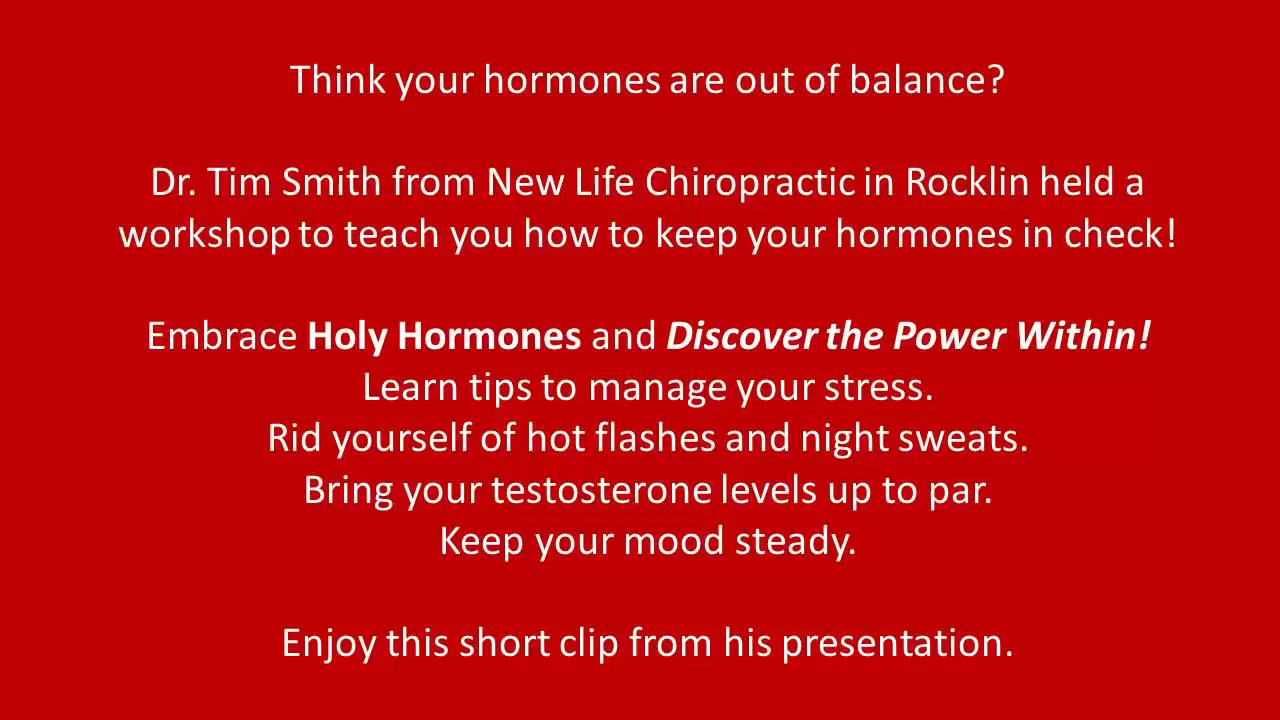 Think your hormones are out of balance?
Dr. Tim Smith from New Life Chiropractic in Rocklin held a
workshop to teach you how to keep your hormones in check!
Embrace Holy Hormones and Discover the Power Within!
Learn tips to manage your stress.
Rid yourself of hot flashes and night sweats.
Bring your testosterone levels up to par.
Keep your mood steady.
Enjoy this short clip from his presentation.